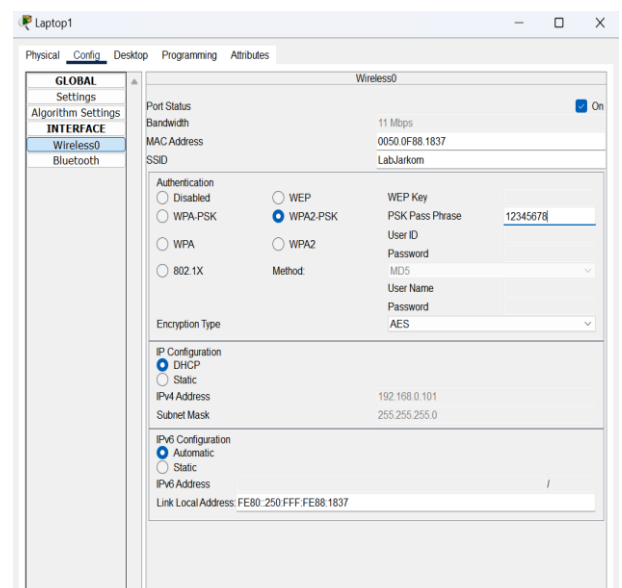 Laptop1
Physical Config Desktop Programming Attributes
GLOBAL
Settings
Algorithm Settings
INTERFACE
Wireless0
Bluetooth
Wireless0
Port Status On
Bandwidth 11 Mbps
MAC Address 0050.0F88.1837
SSID LabJarkom
Authentication
Disabled WEP WEP Key
WPA-PSK WPA2-PSK PSK Pass Phrase 12345678
User ID
WPA WPA2
Password
802.1X Method: MD5
User Name
Password
Encryption Type AES
IP Configuration
DHCP
Static
IPv4 Address 192.168.0.101
Subnet Mask 255.255.255.0
IPv6 Configuration
Automatic
Static
IPv6 Address /
Link Local Address: FE80::250:FFF:FE88:1837